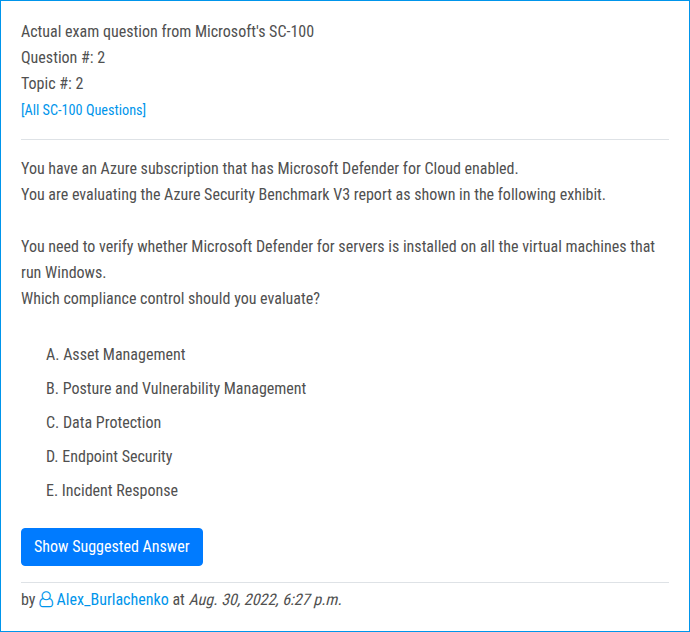 Actual exam question from Microsoft's SC-100
Question #: 2
Topic #: 2
[All SC-100 Questions]
You have an Azure subscription that has Microsoft Defender for Cloud enabled.
You are evaluating the Azure Security Benchmark V3 report as shown in the following exhibit.
You need to verify whether Microsoft Defender for servers is installed on all the virtual machines that
run Windows.
Which compliance control should you evaluate?
A. Asset Management
B. Posture and Vulnerability Management
C. Data Protection
D. Endpoint Security
E. Incident Response
Show Suggested Answer
by Alex_Burlachenko at Aug. 30, 2022, 6:27 p.m.